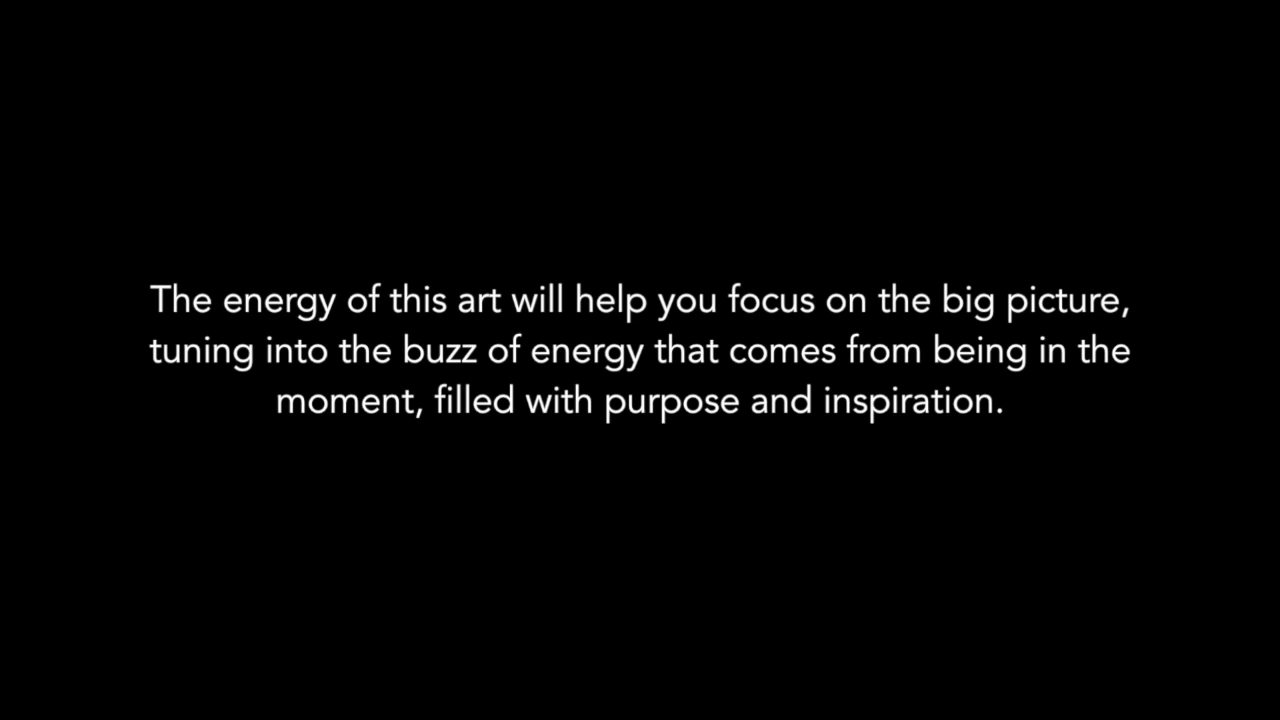 The energy of this art will help you focus on the big picture,
tuning into the buzz of energy that comes from being in the
moment, filled with purpose and inspiration.